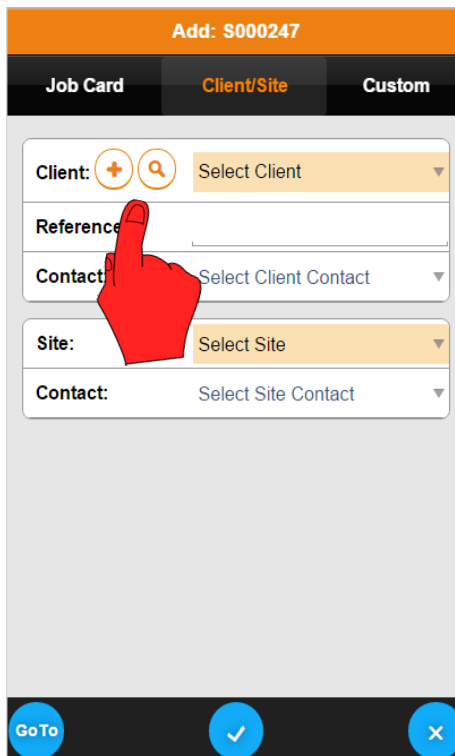 Add: S000247
Job Card Client/Site Custom
Client: Select Client
Reference
Contact: Select Client Contact
Site: Select Site
Contact: Select Site Contact
GoTo